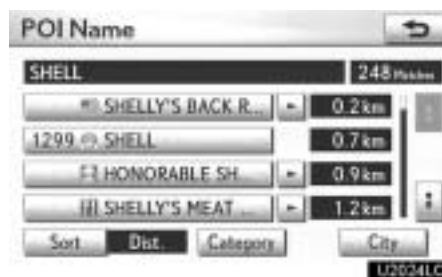 POI Name
SHELL 248 Matches
SHELLY'S BACK R... 0.2km
1299 SHELL 0.7km
HONORABLE SH... 0.9km
SHELLY'S MEAT ... 1.2km
Sort Dist. Category City
U2024LC